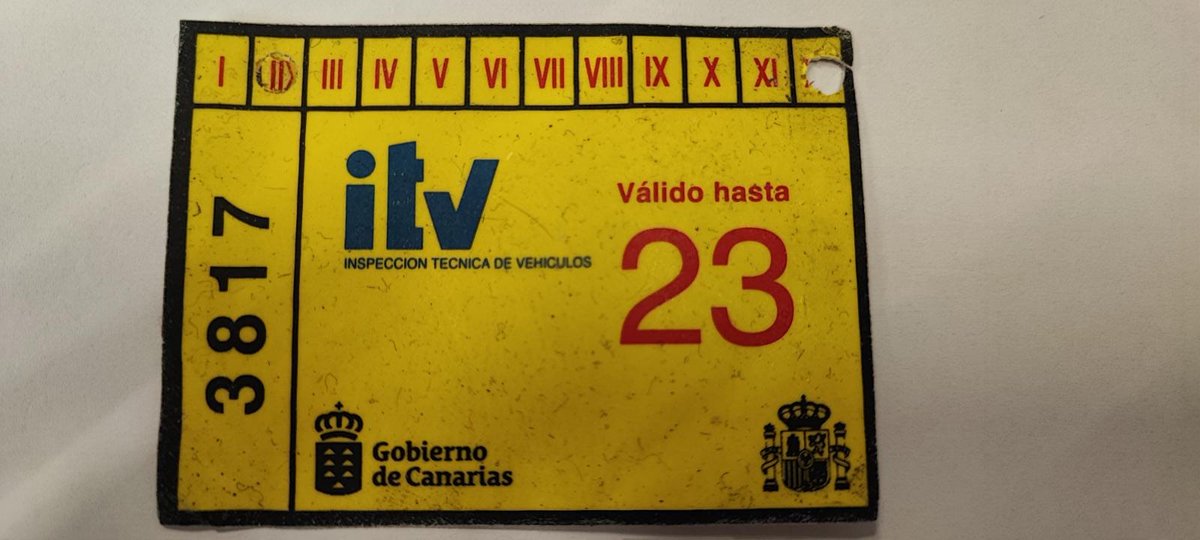 I II III IV V VI VII VIII IX X XI
3817
itv
INSPECCION TECNICA DE VEHICULOS
Válido hasta
23
Gobierno
de Canarias